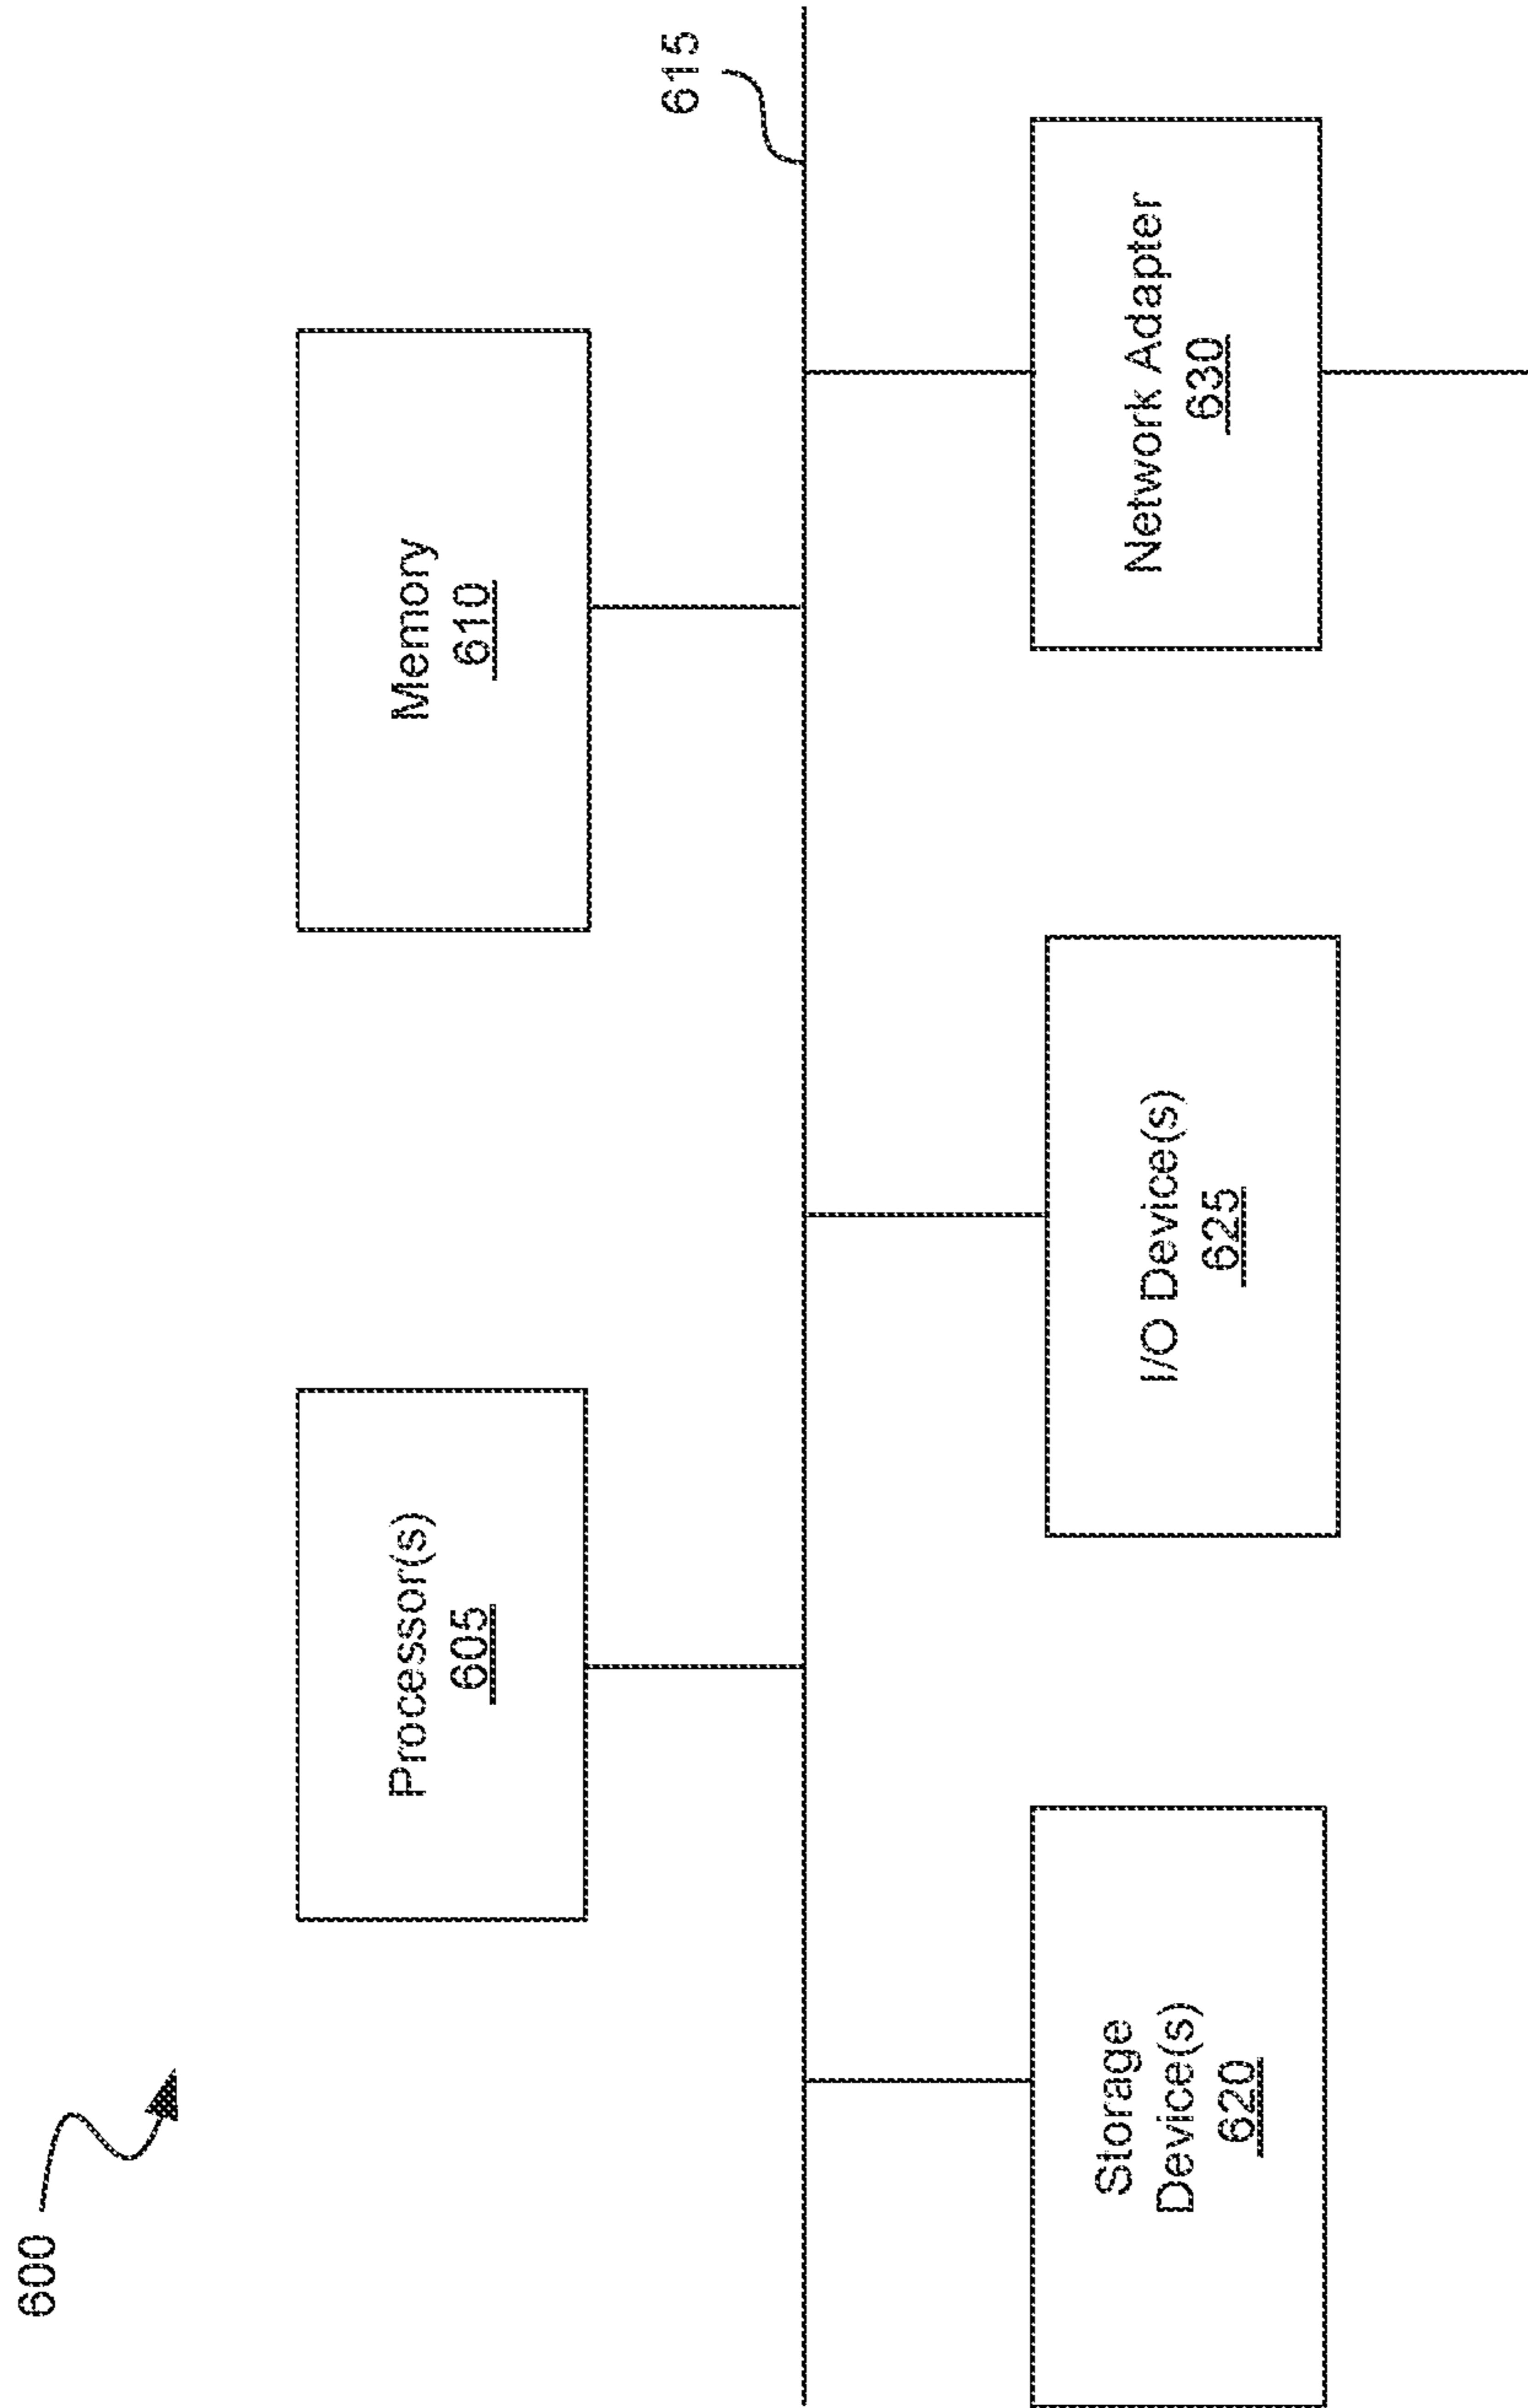 600
Processor(s)
605
Memory
610
615
Storage
Device(s)
620
I/O Device(s)
625
Network Adapter
630